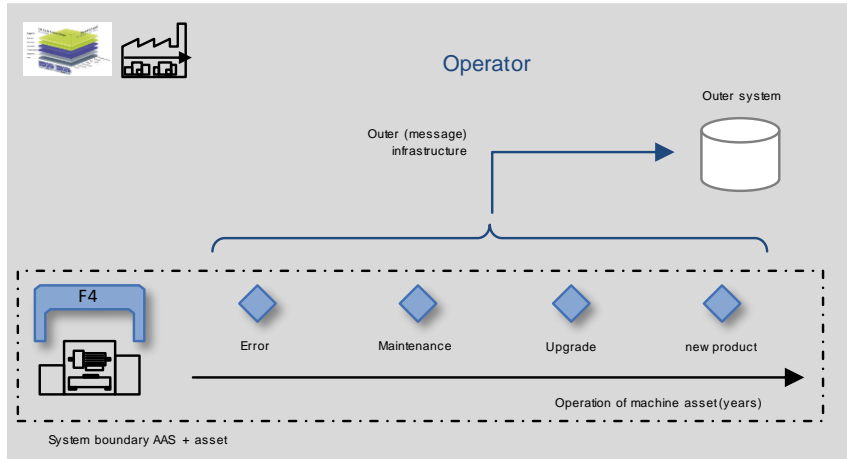 Operator
Outer system
Outer (message)
infrastructure
F4
Error
Maintenance
Upgrade
new product
Operation of machine asset(years)
System boundary AAS + asset